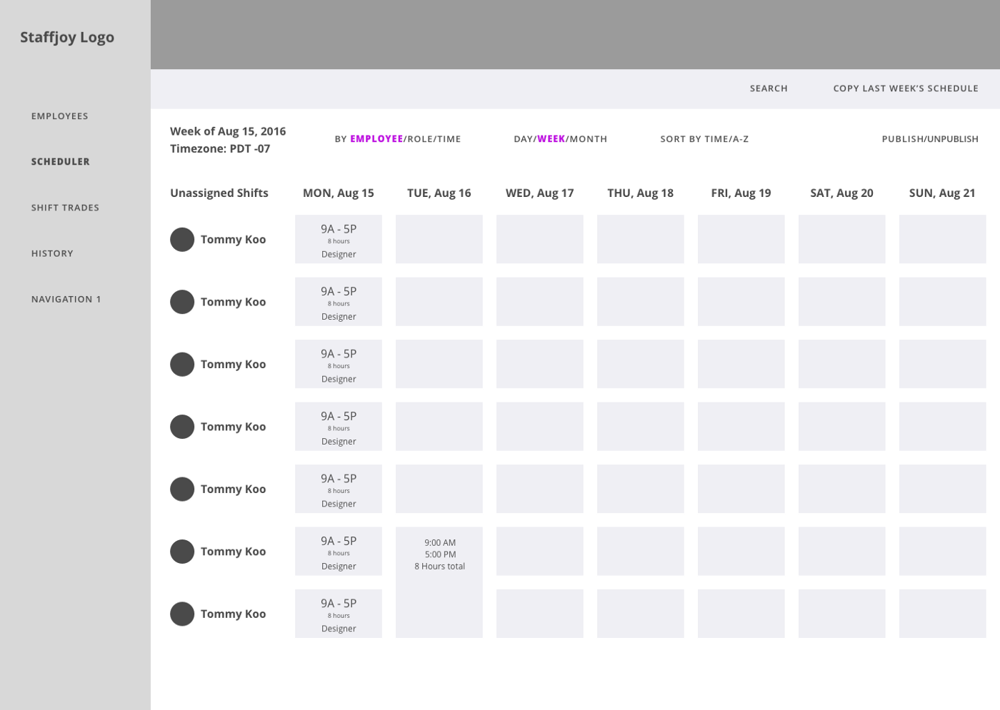 Staffjoy Logo
EMPLOYEES
SCHEDULER
SHIFT TRADES
HISTORY
NAVIGATION 1
SEARCH
COPY LAST WEEK’S SCHEDULE
Week of Aug 15, 2016
Timezone: PDT -07
BY EMPLOYEE/ROLE/TIME
DAY/WEEK/MONTH
SORT BY TIME/A-Z
PUBLISH/UNPUBLISH
Unassigned Shifts
MON, Aug 15
TUE, Aug 16
WED, Aug 17
THU, Aug 18
FRI, Aug 19
SAT, Aug 20
SUN, Aug 21
Tommy Koo
9A - 5P
8 hours
Designer
Tommy Koo
9A - 5P
8 hours
Designer
Tommy Koo
9A - 5P
8 hours
Designer
Tommy Koo
9A - 5P
8 hours
Designer
Tommy Koo
9A - 5P
8 hours
Designer
Tommy Koo
9A - 5P
8 hours
Designer
9:00 AM
5:00 PM
8 Hours total
Tommy Koo
9A - 5P
8 hours
Designer